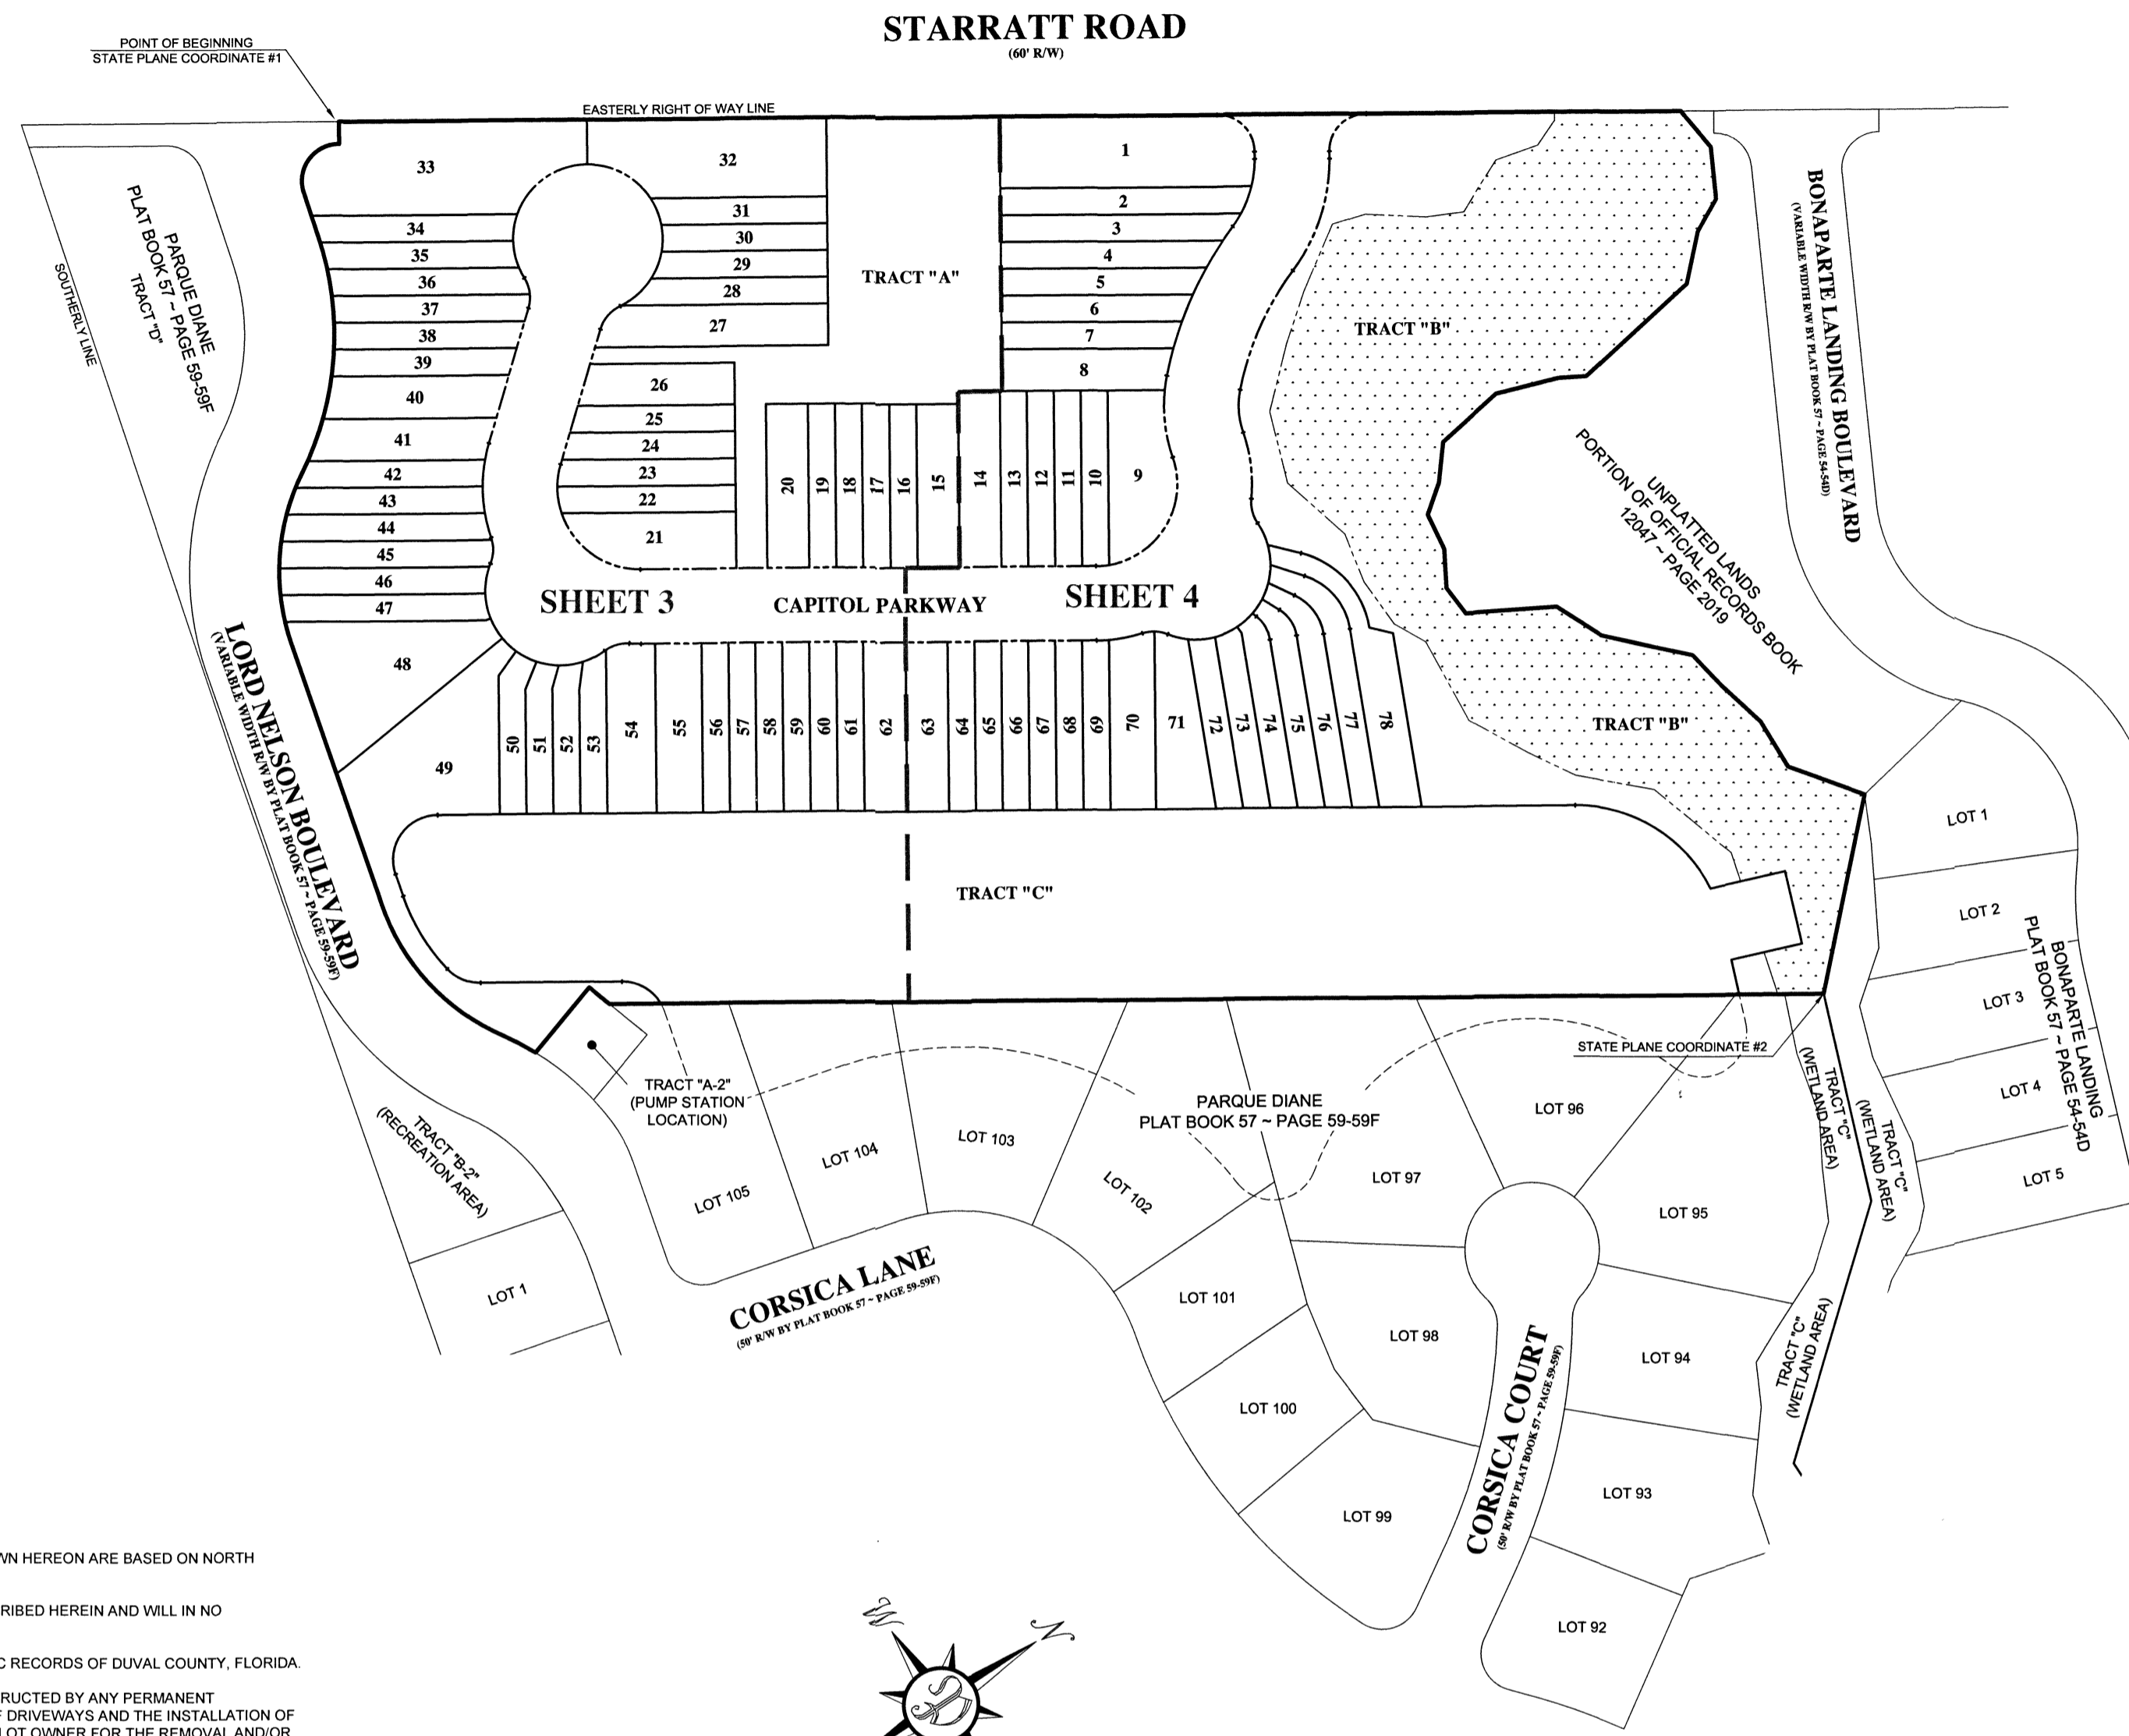 STARRATT ROAD
(60' R/W)
POINT OF BEGINNING
STATE PLANE COORDINATE #1
EASTERLY RIGHT OF WAY LINE
33
32
31
30
29
28
27
34
35
36
37
38
39
40
41
42
43
44
45
46
47
48
49
26
25
24
23
22
21
TRACT "A"
20
19
18
17
16
15
14
13
12
11
10
9
1
2
3
4
5
6
7
8
TRACT "B"
PARQUE DIANE
PLAT BOOK 57 ~ PAGE 59-59F
TRACT "D"
SOUTHERLY LINE
BONAPARTE LANDING BOULEVARD
(VARIABLE WIDTH R/W BY PLAT BOOK 57 ~ PAGE 54-54D)
UNPLATTED LANDS
PORTION OF OFFICIAL RECORDS BOOK
12047 ~ PAGE 2019
SHEET 3
CAPITOL PARKWAY
SHEET 4
LORD NELSON BOULEVARD
(VARIABLE WIDTH R/W BY PLAT BOOK 57 ~ PAGE 59-59F)
50
51
52
53
54
55
56
57
58
59
60
61
62
63
64
65
66
67
68
69
70
71
72
73
74
75
76
77
78
TRACT "B"
TRACT "C"
LOT 1
LOT 2
LOT 3
LOT 4
LOT 5
BONAPARTE LANDING
PLAT BOOK 57 ~ PAGE 54-54D
STATE PLANE COORDINATE #2
TRACT "C"
(WETLAND AREA)
TRACT "C"
(WETLAND AREA)
TRACT "C"
(WETLAND AREA)
TRACT "A-2"
(PUMP STATION
LOCATION)
PARQUE DIANE
PLAT BOOK 57 ~ PAGE 59-59F
TRACT "B-2"
(RECREATION AREA)
LOT 1
LOT 105
LOT 104
LOT 103
LOT 102
LOT 101
LOT 100
LOT 99
LOT 98
LOT 97
LOT 96
LOT 95
LOT 94
LOT 93
LOT 92
CORSICA LANE
(50' R/W BY PLAT BOOK 57 ~ PAGE 59-59F)
CORSICA COURT
(50' R/W BY PLAT BOOK 57 ~ PAGE 59-59F)
WN HEREON ARE BASED ON NORTH
RIBED HEREIN AND WILL IN NO
C RECORDS OF DUVAL COUNTY, FLORIDA.
RUCTED BY ANY PERMANENT
F DRIVEWAYS AND THE INSTALLATION OF
LOT OWNER FOR THE REMOVAL AND/OR
W
N